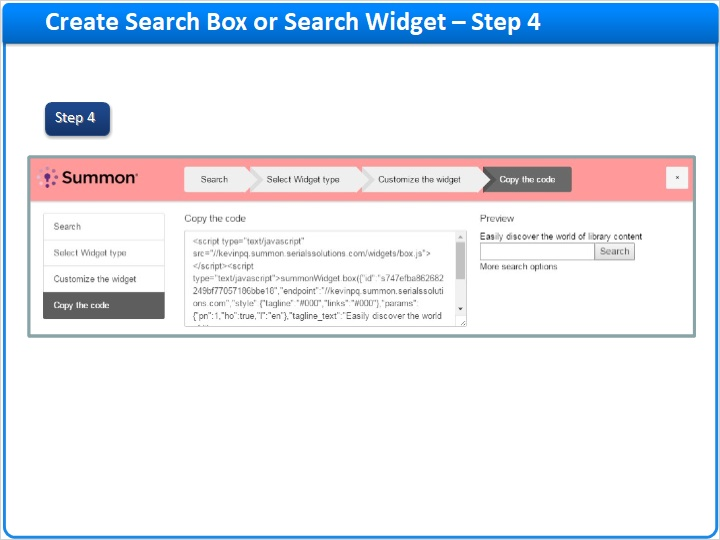 Create Search Box or Search Widget – Step 4
Step 4
Summon
Search
Select Widget type
Customize the widget
Copy the code
×
Search
Select Widget type
Customize the widget
Copy the code
Copy the code
<script type="text/javascript"
src="//kevinpq.summon.serialssolutions.com/widgets/box.js">
</script><script
type="text/javascript">summonWidget.box({"id":"s747efba862682
249bf77057186bbe18","endpoint":"//kevinpq.summon.serialssoluti
ons.com","style":{"tagline":"#000","links":"#000"},"params":
{"pn":1,"ho":true,"l":"en"},"tagline_text":"Easily discover the world
Preview
Easily discover the world of library content
Search
More search options